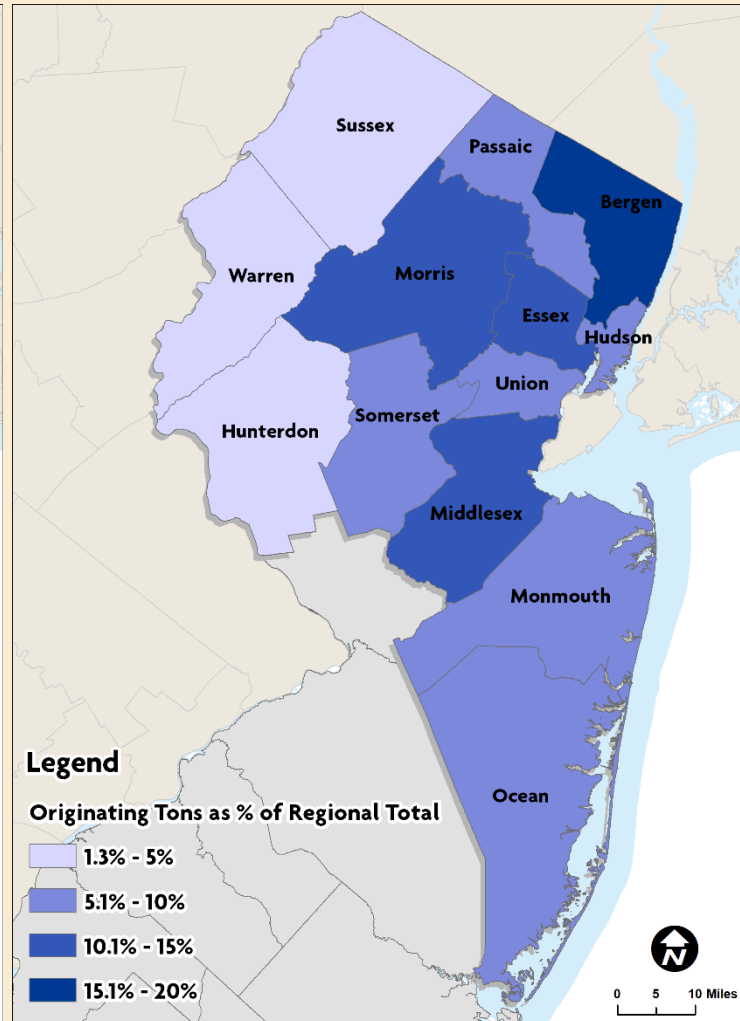 Sussex
Passaic
Bergen
Warren
Morris
Essex
Hudson
Union
Somerset
Hunterdon
Middlesex
Monmouth
Ocean
Legend
Originating Tons as % of Regional Total
1.3% - 5%
5.1% - 10%
10.1% - 15%
15.1% - 20%
N
0 5 10 Miles